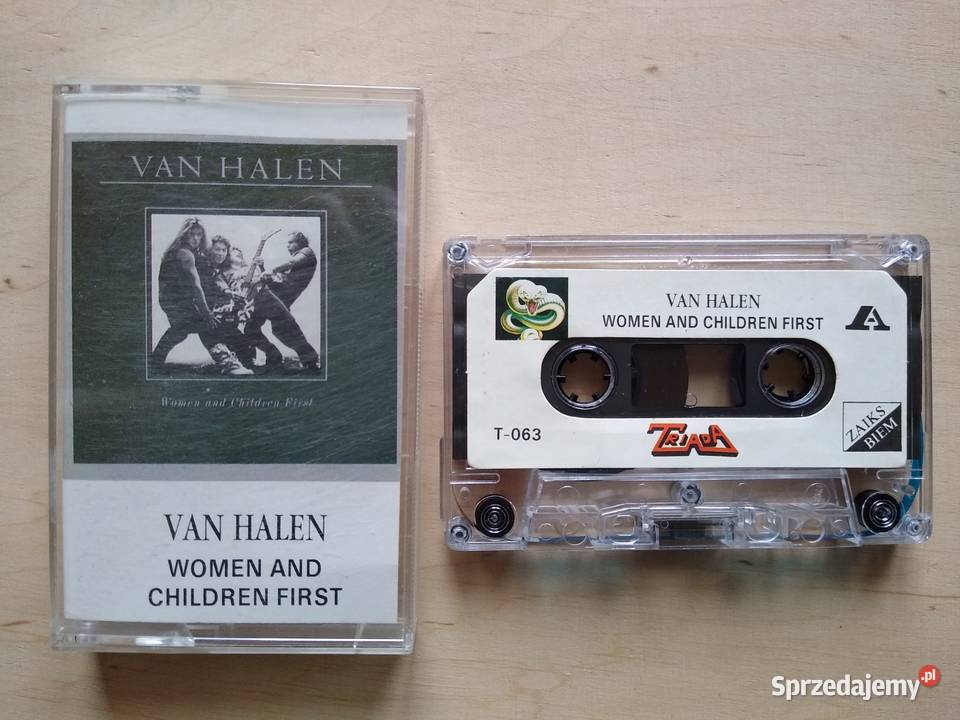 VAN HALEN
Women and Children First
VAN HALEN
WOMEN AND
CHILDREN FIRST
VAN HALEN
WOMEN AND CHILDREN FIRST
A
T-063
TRIADA
ZAIKS
BIEM
Sprzedajemy.pl